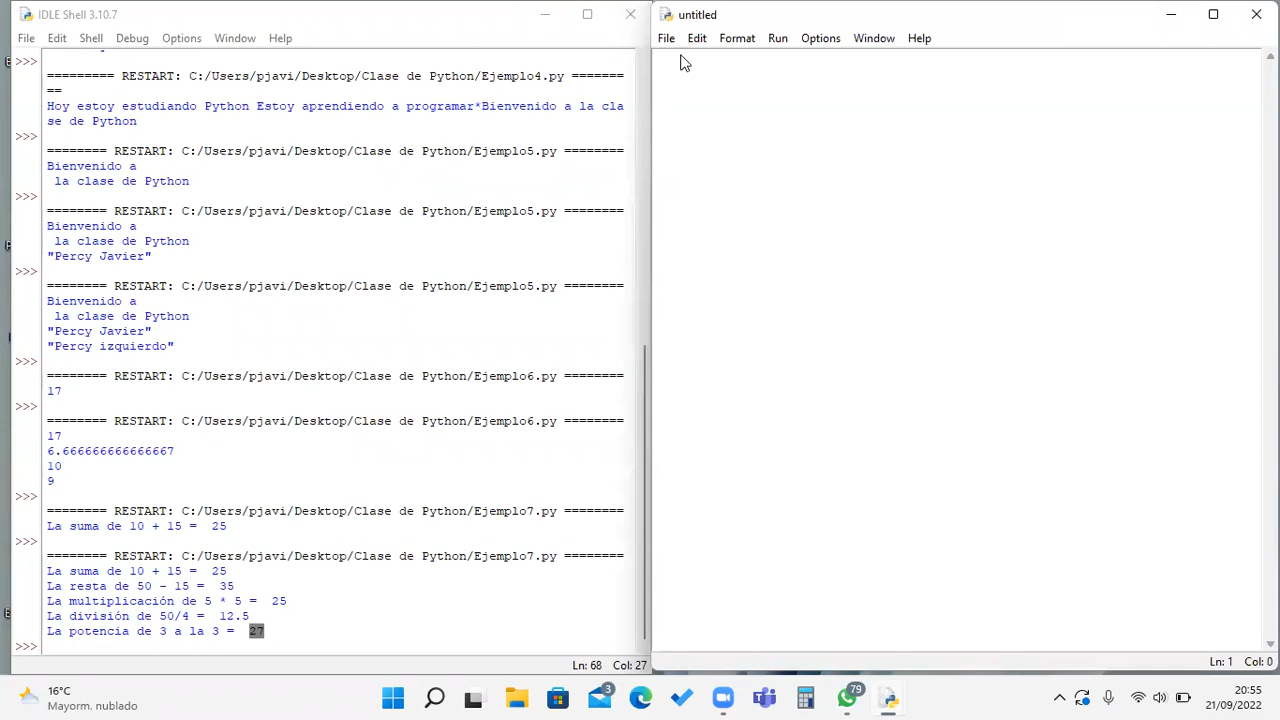 IDLE Shell 3.10.7
File Edit Shell Debug Options Window Help
>>>
========= RESTART: C:/Users/pjavi/Desktop/Clase de Python/Ejemplo4.py =======
==
Hoy estoy estudiando Python Estoy aprendiendo a programar*Bienvenido a la cla
se de Python
>>>
======== RESTART: C:/Users/pjavi/Desktop/Clase de Python/Ejemplo5.py ========
Bienvenido a
la clase de Python
>>>
======== RESTART: C:/Users/pjavi/Desktop/Clase de Python/Ejemplo5.py ========
Bienvenido a
la clase de Python
"Percy Javier"
>>>
======== RESTART: C:/Users/pjavi/Desktop/Clase de Python/Ejemplo5.py ========
Bienvenido a
la clase de Python
"Percy Javier"
"Percy izquierdo"
>>>
======== RESTART: C:/Users/pjavi/Desktop/Clase de Python/Ejemplo6.py ========
17
>>>
======== RESTART: C:/Users/pjavi/Desktop/Clase de Python/Ejemplo6.py ========
17
6.666666666666667
10
9
>>>
======== RESTART: C:/Users/pjavi/Desktop/Clase de Python/Ejemplo7.py ========
La suma de 10 + 15 =  25
>>>
======== RESTART: C:/Users/pjavi/Desktop/Clase de Python/Ejemplo7.py ========
La suma de 10 + 15 =  25
La resta de 50 - 15 =  35
La multiplicación de 5 * 5 =  25
La división de 50/4 =  12.5
La potencia de 3 a la 3 =  27
>>>
Ln: 68 Col: 27
untitled
File Edit Format Run Options Window Help
Ln: 1 Col: 0
16°C
Mayorm. nublado
3
79
20:55
21/09/2022